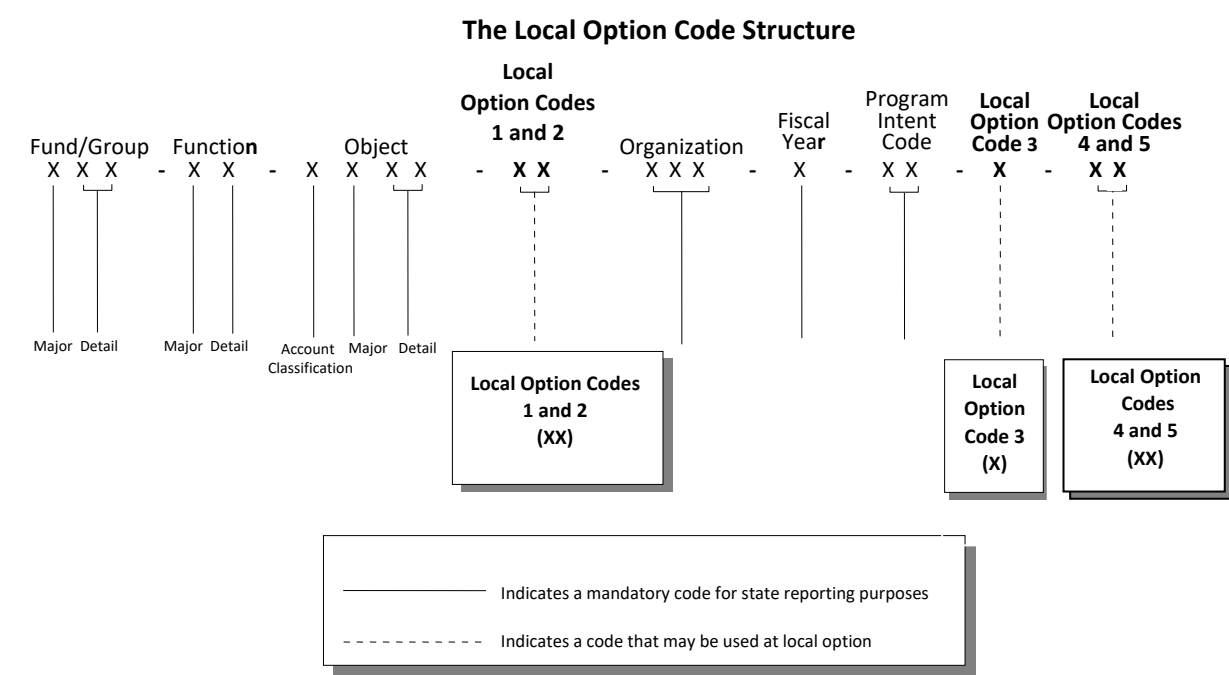 The Local Option Code Structure
Local
Option Codes
1 and 2
Program
Intent
Code
Local
Option
Code 3
Local
Option Codes
4 and 5
Fiscal
Year
Fund/Group Function Object Organization
X X X - X X - X X X X - X X - X X X - X - X X - X - X X
Major Detail Major Detail Account Classification Major Detail
Local Option Codes
1 and 2
(XX)
Local
Option
Code 3
(X)
Local Option
Codes
4 and 5
(XX)
Indicates a mandatory code for state reporting purposes
Indicates a code that may be used at local option